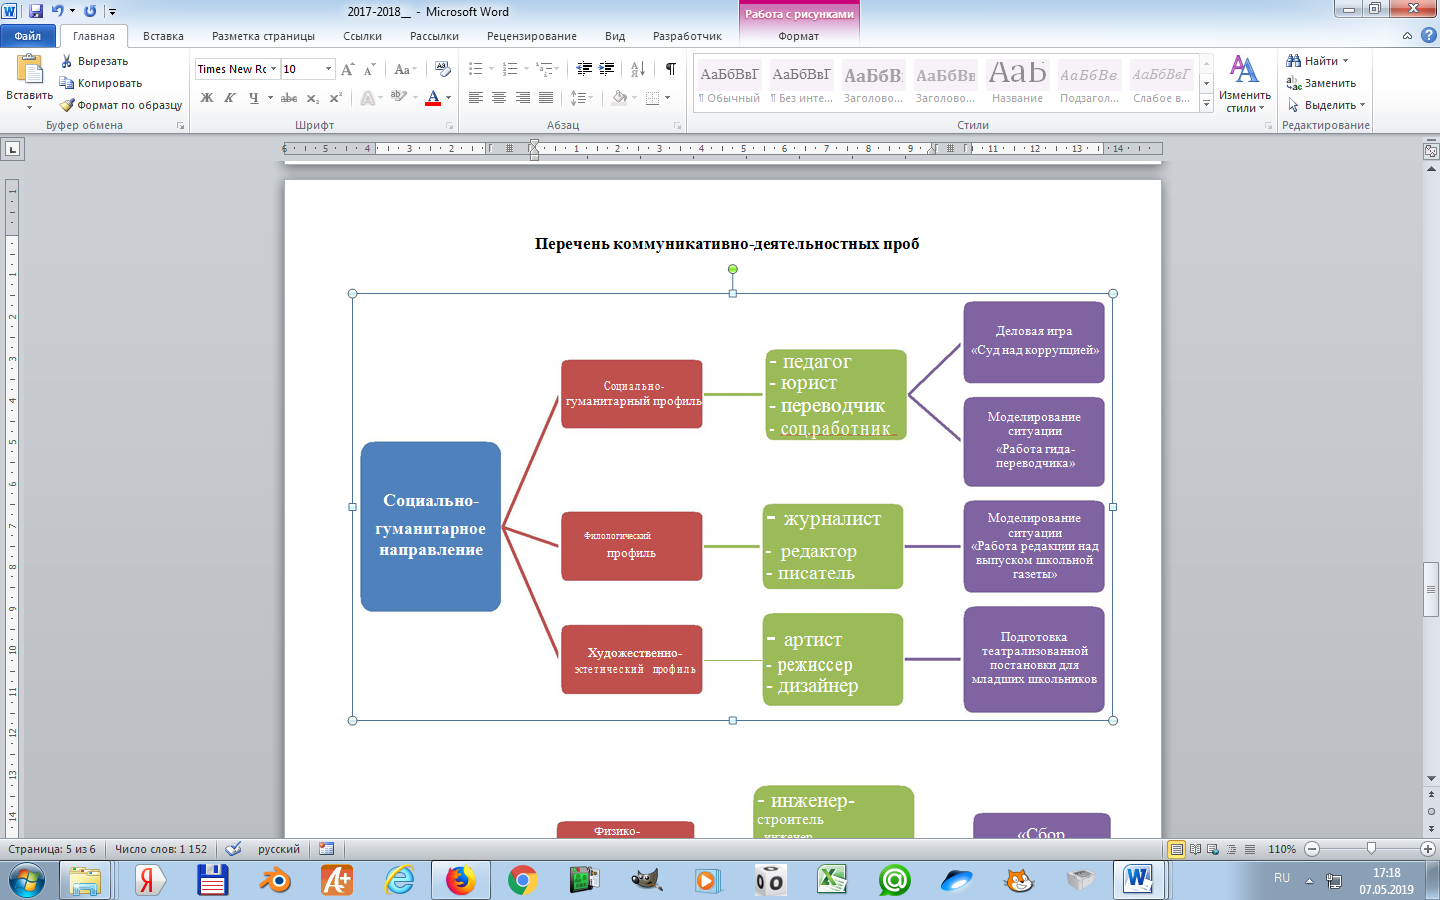 2017-2018__ - Microsoft Word
Работа с рисунками
Файл
Главная
Вставка
Разметка страницы
Ссылки
Рассылки
Рецензирование
Вид
Разработчик
Формат
Вставить
Вырезать
Копировать
Формат по образцу
Буфер обмена
Times New Rc
10
Шрифт
Абзац
АаБбВвГ
АаБбВвГ
АаБбВ:
АаБбВв
АаБ
АаБбВв.
АаБбВвГ
¶ Обычный
¶ Без инте...
Заголово...
Заголово...
Название
Подзагол...
Слабое в...
Стили
Изменить
стили
Найти
Заменить
Выделить
Редактирование
Перечень коммуникативно-деятельностных проб
Социально-
гуманитарное
направление
Социально-
гуманитарный профиль
- педагог
- юрист
- переводчик
- соц.работник
Деловая игра
«Суд над коррупцией»
Моделирование
ситуации
«Работа гида-
переводчика»
Филологический
профиль
- журналист
- редактор
- писатель
Моделирование
ситуации
«Работа редакции над
выпуском школьной
газеты»
Художественно-
эстетический профиль
- артист
- режиссер
- дизайнер
Подготовка
театрализованной
постановки для
младших школьников
Физико-
- инженер-
строитель
- инженер
«Сбор
Страница: 5 из 6
Число слов: 1 152
русский
110%
RU
17:18
07.05.2019